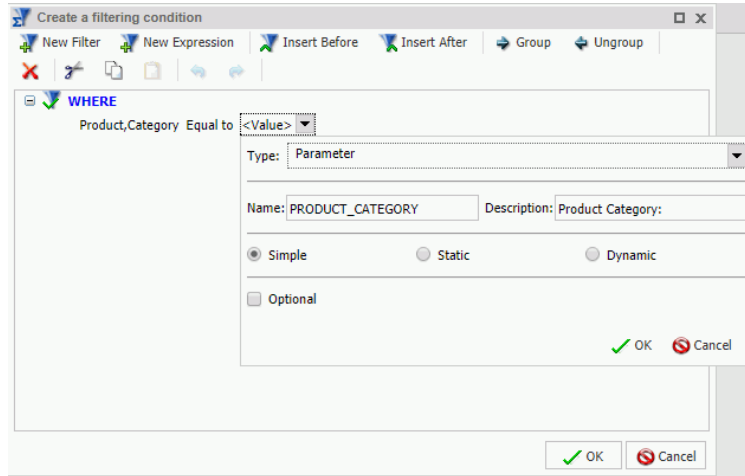 Create a filtering condition
New Filter New Expression Insert Before Insert After Group Ungroup
WHERE
Product,Category Equal to <Value>
Type: Parameter
Name: PRODUCT_CATEGORY Description: Product Category:
Simple Static Dynamic
Optional
OK Cancel
OK Cancel